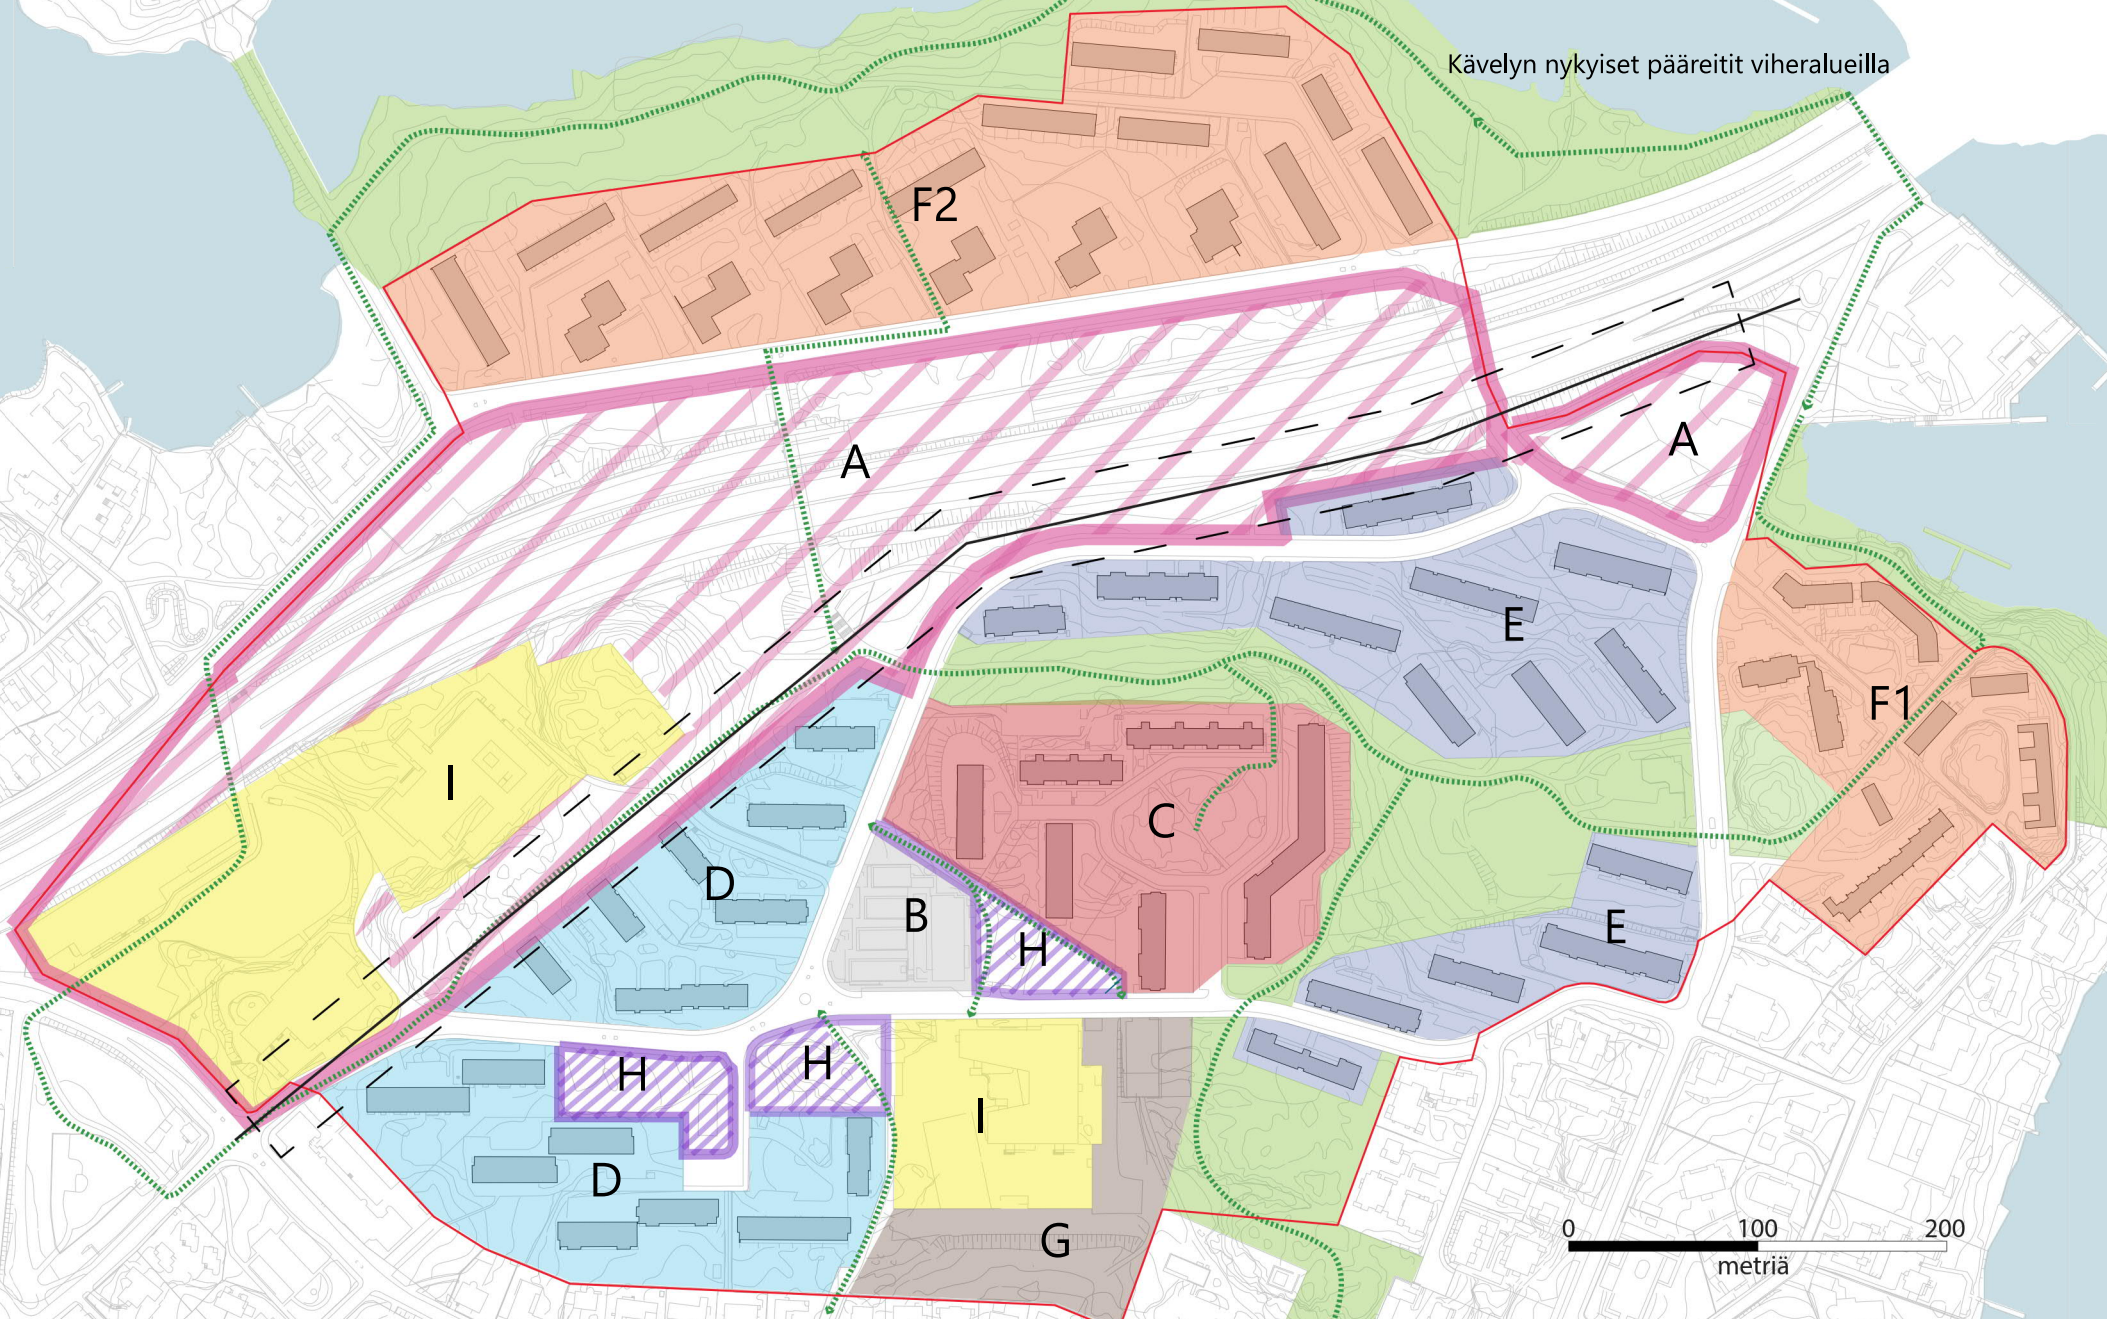 Kävelyn nykyiset pääreitit viheralueilla
F2
A
A
E
F1
I
C
D
B
E
H
H
H
I
D
G
0 100 200
metriä